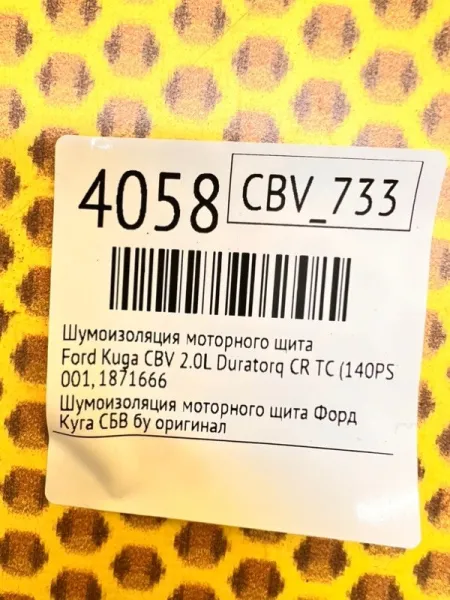 4058
CBV_733
Шумоизоляция моторного щита
Ford Kuga CBV 2.0L Duratorq CR TC (140PS
001, 1871666
Шумоизоляция моторного щита Форд
Куга СБВ бу оригинал